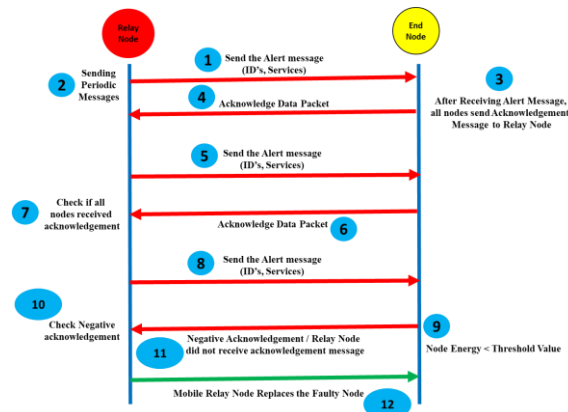 Relay
Node
End
Node
1
Send the Alert message
(ID's, Services)
2
Sending
Periodic
Messages
3
After Receiving Alert Message,
all nodes send Acknowledgement
Message to Relay Node
4
Acknowledge Data Packet
5
Send the Alert message
(ID's, Services)
7
Check if all
nodes received
acknowledgement
Acknowledge Data Packet
6
8
Send the Alert message
(ID's, Services)
10
Check Negative
acknowledgement
9
Node Energy < Threshold Value
11
Negative Acknowledgement / Relay Node
did not receive acknowledgement message
Mobile Relay Node Replaces the Faulty Node
12